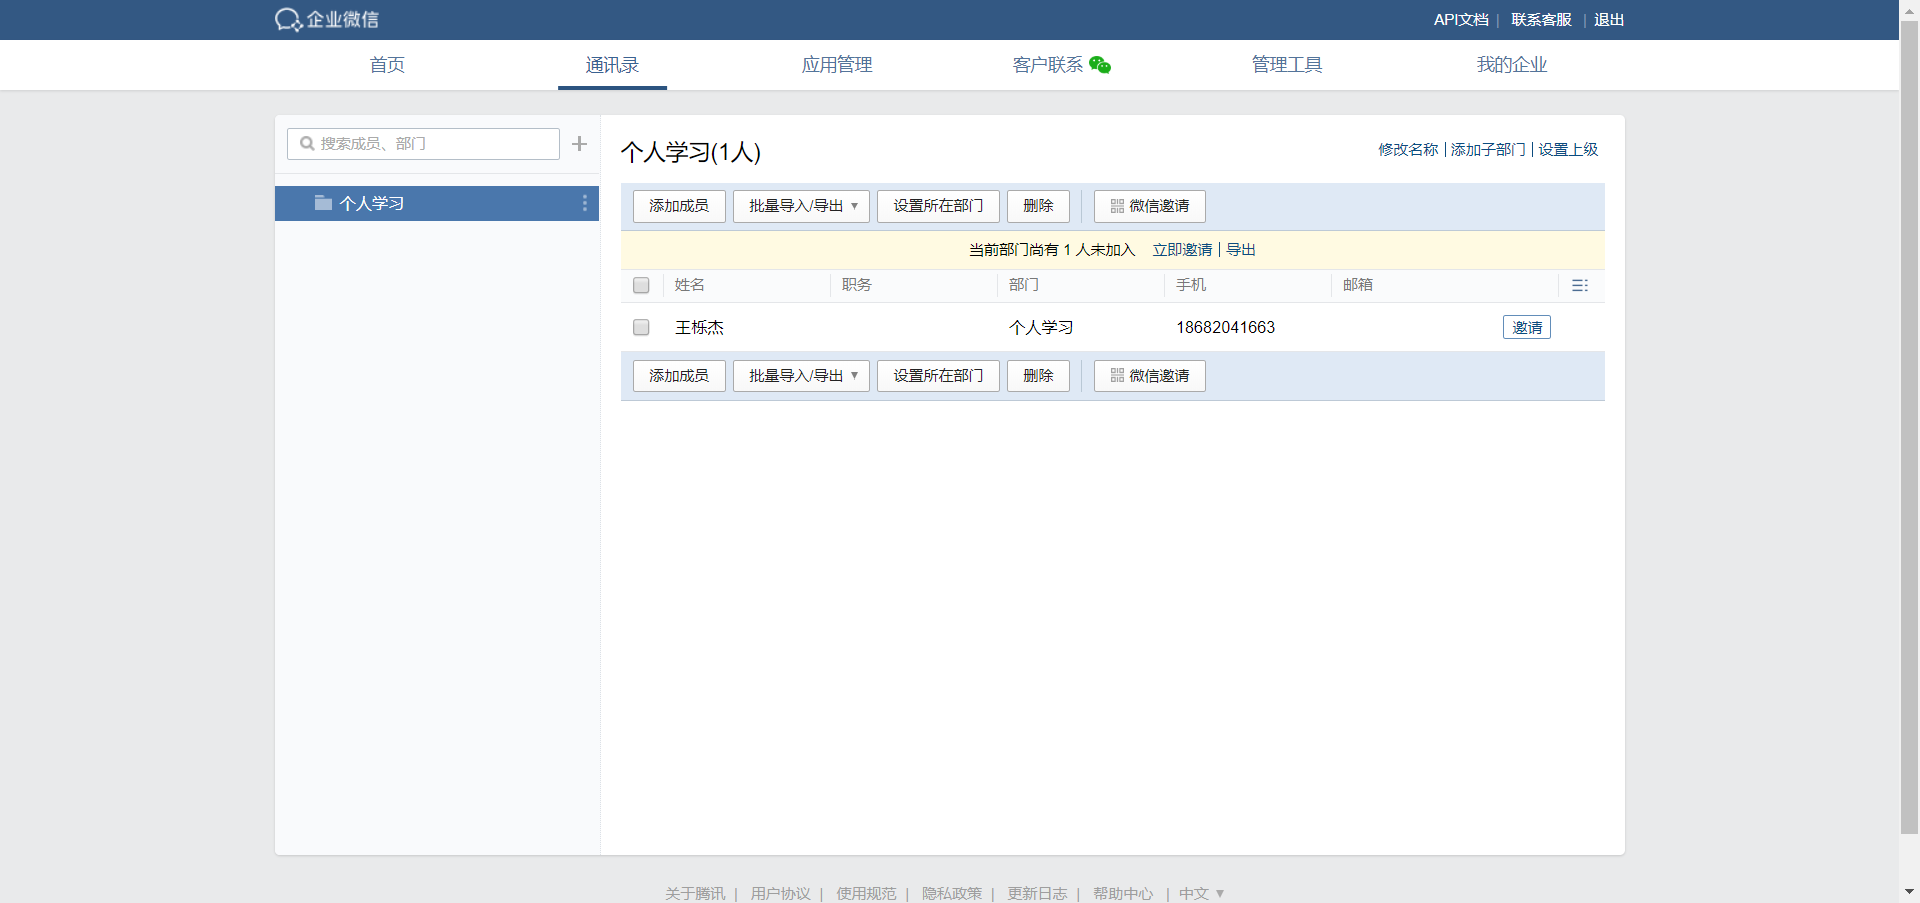 企业微信
API文档 | 联系客服 | 退出
首页 通讯录 应用管理 客户联系 管理工具 我的企业
搜索成员、部门
个人学习
个人学习(1人)
修改名称 | 添加子部门 | 设置上级
添加成员 批量导入/导出 ▼ 设置所在部门 删除 微信邀请
当前部门尚有 1 人未加入 立即邀请 | 导出
姓名 职务 部门 手机 邮箱
王栎杰 个人学习 18682041663 邀请
添加成员 批量导入/导出 ▼ 设置所在部门 删除 微信邀请
关于腾讯 | 用户协议 | 使用规范 | 隐私政策 | 更新日志 | 帮助中心 | 中文 ▼